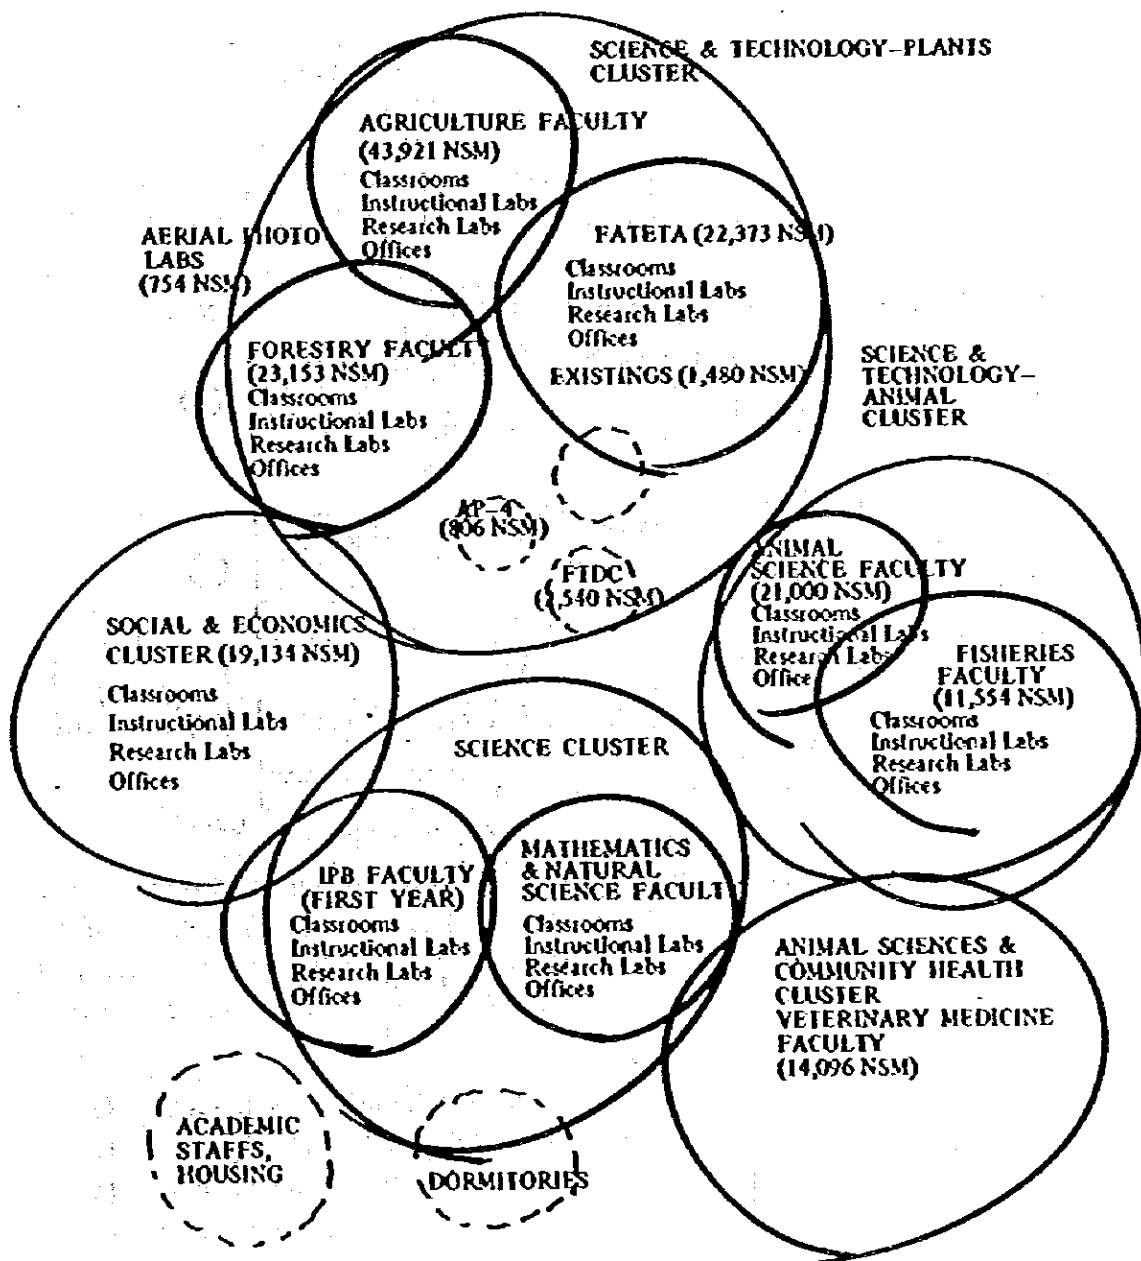 SCIENCE & TECHNOLOGY-PLANTS
CLUSTER
AGRICULTURE FACULTY
(43,921 NSM)
Classrooms
Instructional Labs
Research Labs
Offices
AERIAL PHOTO
LABS
(754 NSM)
FATETA (22,373 NSM)
Classrooms
Instructional Labs
Research Labs
Offices
EXISTINGS (1,480 NSM)
FORESTRY FACULTY
(23,153 NSM)
Classrooms
Instructional Labs
Research Labs
Offices
SCIENCE &
TECHNOLOGY-
ANIMAL
CLUSTER
AP-4
(806 NSM)
FTDC
NSM)
ANIMAL
SCIENCE FACULTY
(21,000 NSM)
Classrooms
Instructional Labs
Research Labs
Office
FISHERIES
FACULTY
(11,554 NSM)
Classrooms
Instructional Labs
Research Labs
Offices
SOCIAL & ECONOMICS
CLUSTER (19,134 NSM)
Classrooms
Instructional Labs
Research Labs
Offices
SCIENCE CLUSTER
IPB FACULTY
(FIRST YEAR)
Classrooms
Instructional Labs
Research Labs
Offices
MATHEMATICS
& NATURAL
SCIENCE FACULTY
Classrooms
Instructional Labs
Research Labs
Offices
ANIMAL SCIENCES &
COMMUNITY HEALTH
CLUSTER
VETERINARY MEDICINE
FACULTY
(14,096 NSM)
ACADEMIC
STAFFS,
HOUSING
DORMITORIES